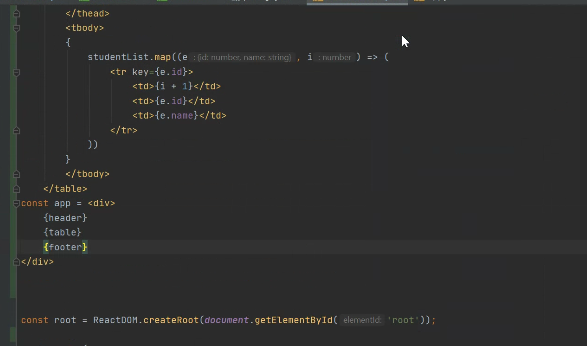 </thead>
<tbody>
{
studentList.map((e : {id: number, name: string} , i : number ) => (
<tr key={e.id}>
<td>{i + 1}</td>
<td>{e.id}</td>
<td>{e.name}</td>
</tr>
))
}
</tbody>
</table>
const app = <div>
{header}
{table}
{footer}
</div>
const root = ReactDOM.createRoot(document.getElementById( elementId: 'root'));